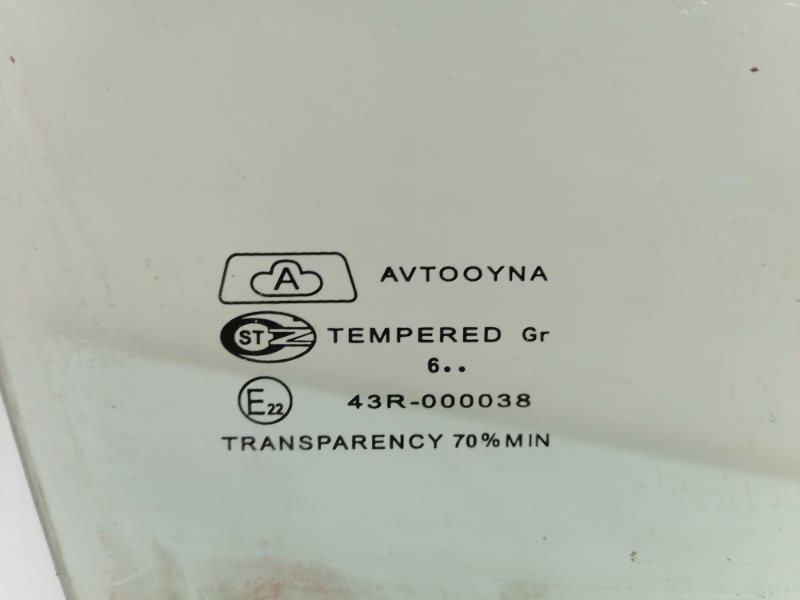 A AVTOOYNA
ST TEMPERED Gr
6..
E22 43R-000038
TRANSPARENCY 70%MIN